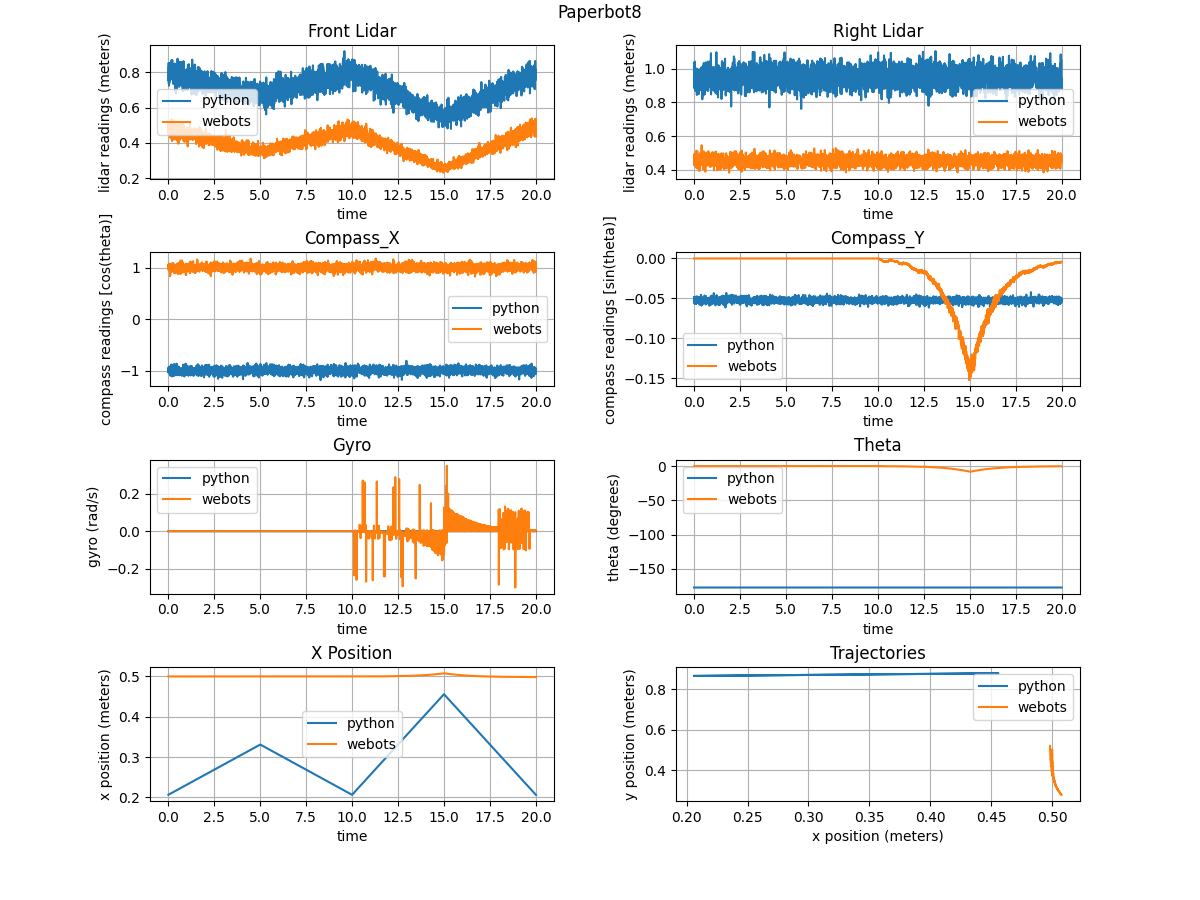 Paperbot8
Front Lidar
lidar readings (meters)
0.8
0.6
0.4
0.2
python
webots
0.0 2.5 5.0 7.5 10.0 12.5 15.0 17.5 20.0
time
Right Lidar
lidar readings (meters)
1.0
0.8
0.6
0.4
python
webots
0.0 2.5 5.0 7.5 10.0 12.5 15.0 17.5 20.0
time
Compass_X
compass readings [cos(theta)]
1
0
−1
python
webots
0.0 2.5 5.0 7.5 10.0 12.5 15.0 17.5 20.0
time
Compass_Y
compass readings [sin(theta)]
0.00
−0.05
−0.10
−0.15
python
webots
0.0 2.5 5.0 7.5 10.0 12.5 15.0 17.5 20.0
time
Gyro
gyro (rad/s)
0.2
0.0
−0.2
python
webots
0.0 2.5 5.0 7.5 10.0 12.5 15.0 17.5 20.0
time
Theta
theta (degrees)
0
−50
−100
−150
python
webots
0.0 2.5 5.0 7.5 10.0 12.5 15.0 17.5 20.0
time
X Position
x position (meters)
0.5
0.4
0.3
0.2
python
webots
0.0 2.5 5.0 7.5 10.0 12.5 15.0 17.5 20.0
time
Trajectories
y position (meters)
0.8
0.6
0.4
python
webots
0.20 0.25 0.30 0.35 0.40 0.45 0.50
x position (meters)